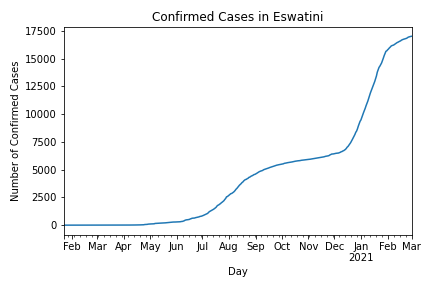 Confirmed Cases in Eswatini
17500
15000
12500
10000
7500
5000
2500
0
Number of Confirmed Cases
Feb Mar Apr May Jun Jul Aug Sep Oct Nov Dec Jan Feb Mar
2021
Day